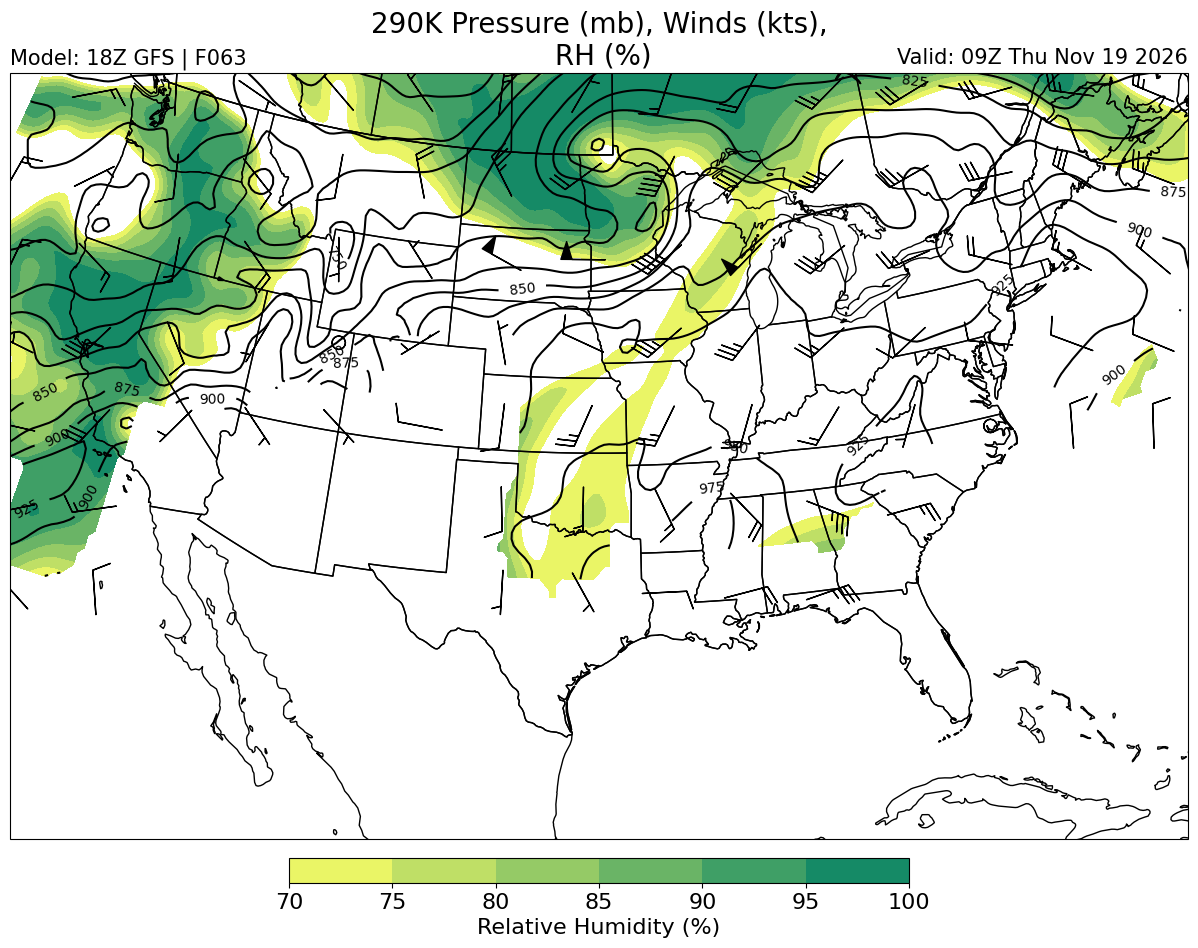 290K Pressure (mb), Winds (kts),
RH (%)
Model: 18Z GFS | F063
Valid: 09Z Thu Nov 19 2026
825
875
900
925
850
850
875
900
850
875
900
900
925
900
925
975
70 75 80 85 90 95 100
Relative Humidity (%)